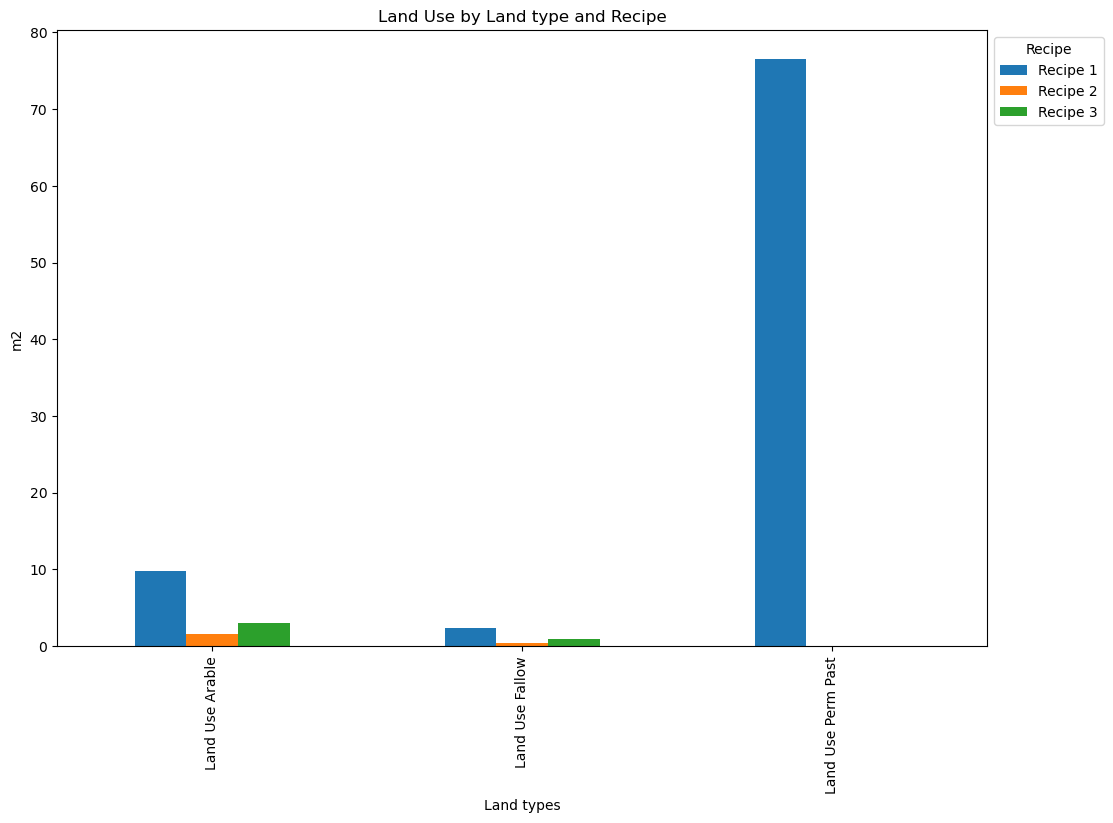 Land Use by Land type and Recipe
80
70
60
50
40
30
20
10
0
m2
Recipe
Recipe 1
Recipe 2
Recipe 3
Land Use Arable
Land Use Fallow
Land Use Perm Past
Land types